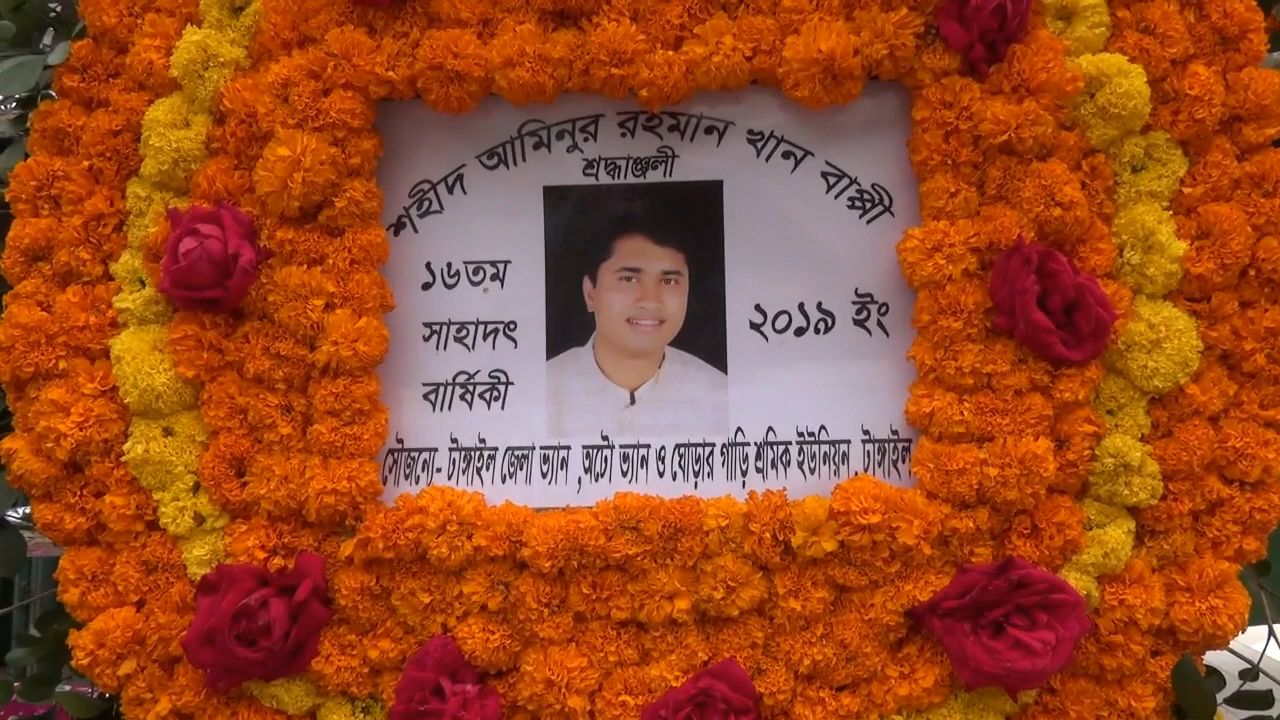 শহীদ আমিনুর রহমান খান বাপ্পী
শ্রদ্ধাঞ্জলী
১৬তম
সাহাদৎ
বার্ষিকী
২০১৯ ইং
সৌজন্যে- টাঙ্গাইল জেলা ভ্যান ,অটো ভ্যান ও ঘোড়ার গাড়ি শ্রমিক ইউনিয়ন . টাঙ্গাইল